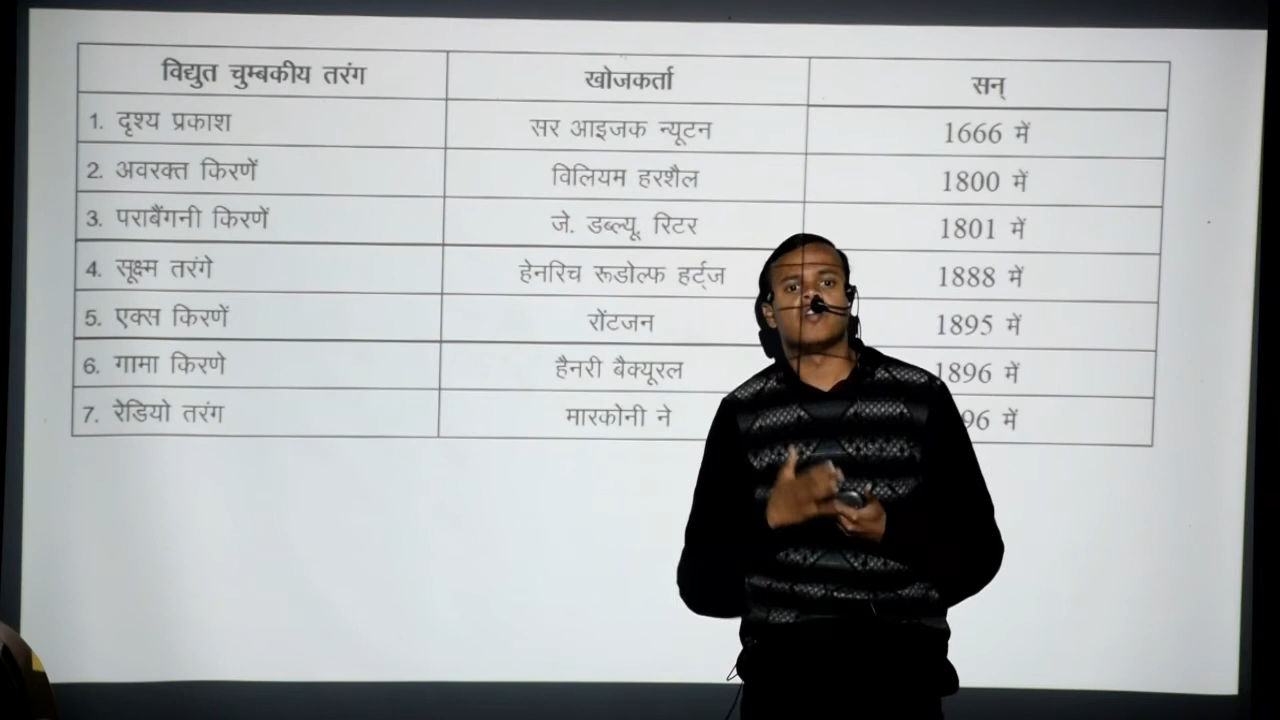 विद्युत चुम्बकीय तरंग खोजकर्ता सन्
1. दृश्य प्रकाश सर आइजक न्यूटन 1666 में
2. अवरक्त किरणें विलियम हरशैल 1800 में
3. पराबैंगनी किरणें जे. डब्ल्यू. रिटर 1801 में
4. सूक्ष्म तरंगे हेनरिच रूडोल्फ हर्ट्ज 1888 में
5. एक्स किरणें रोंटजन 1895 में
6. गामा किरणे हैनरी बैक्यूरल 1896 में
7. रेडियो तरंग मारकोनी ने में